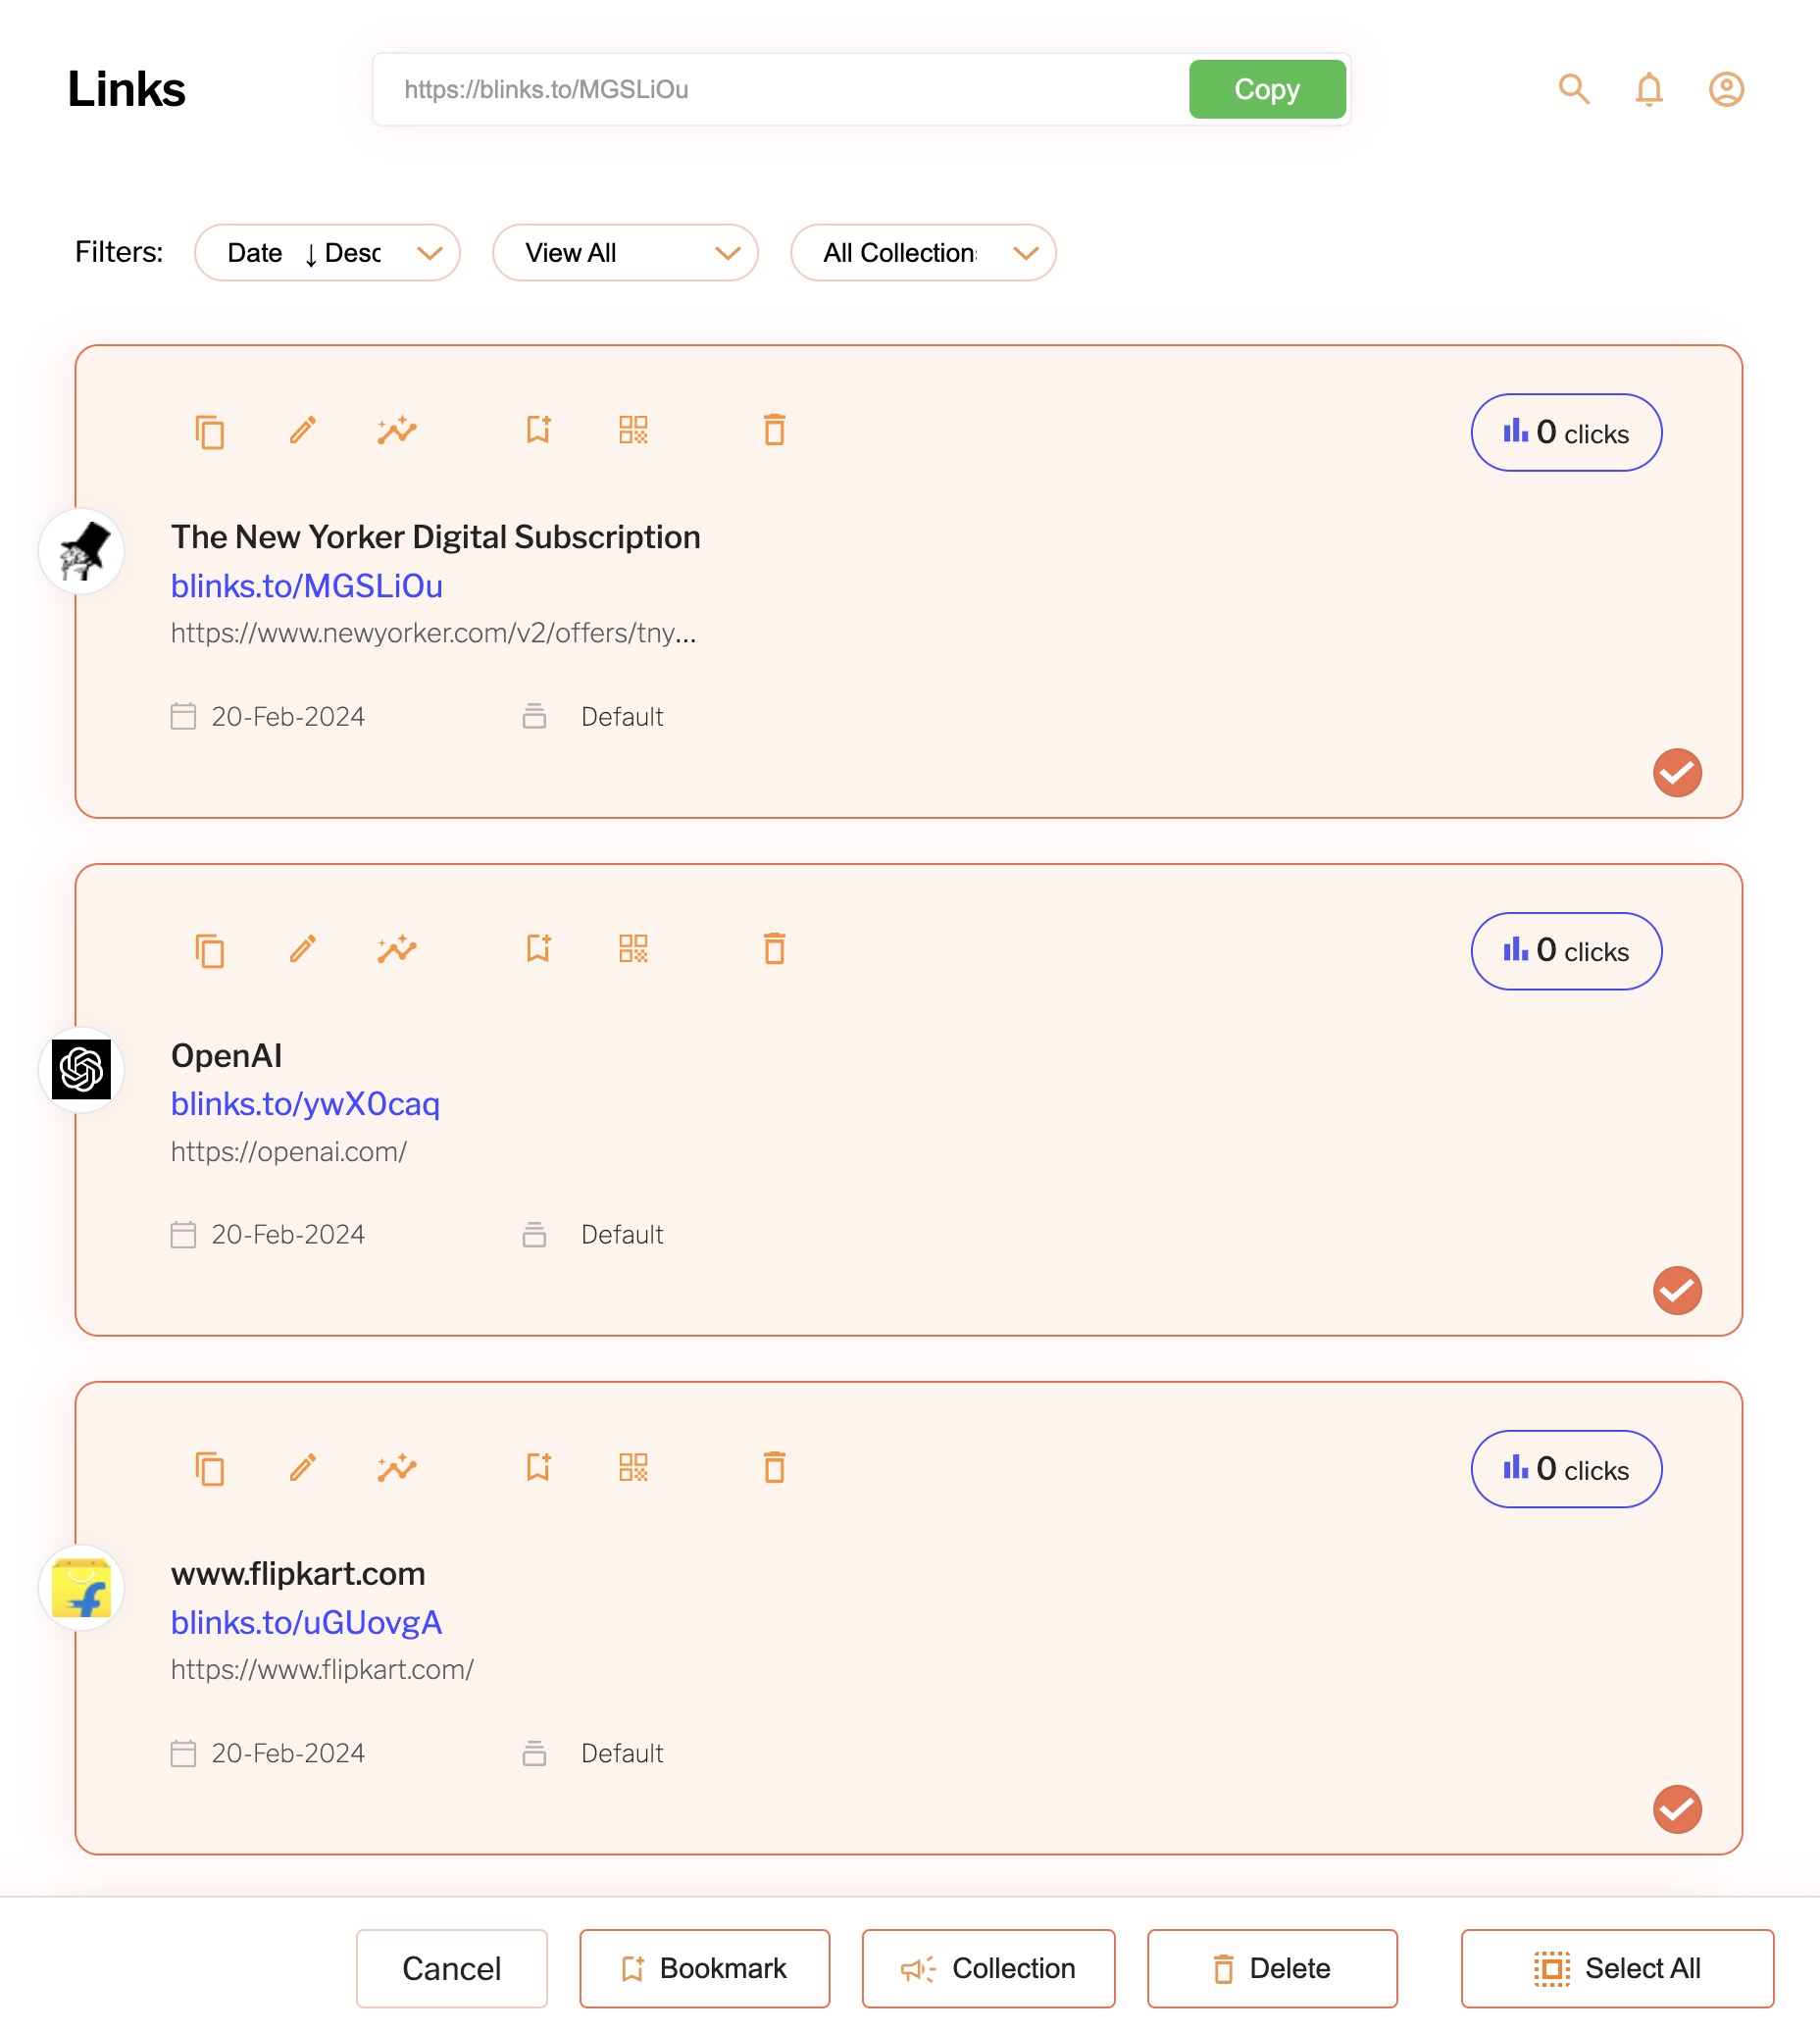 Links
https://blinks.to/MGSLiOu
Copy
Filters:
Date ↓ Desc
View All
All Collection
0 clicks
The New Yorker Digital Subscription
blinks.to/MGSLiOu
https://www.newyorker.com/v2/offers/tny...
20-Feb-2024
Default
0 clicks
OpenAI
blinks.to/ywX0caq
https://openai.com/
20-Feb-2024
Default
0 clicks
www.flipkart.com
blinks.to/uGUovgA
https://www.flipkart.com/
20-Feb-2024
Default
Cancel
Bookmark
Collection
Delete
Select All